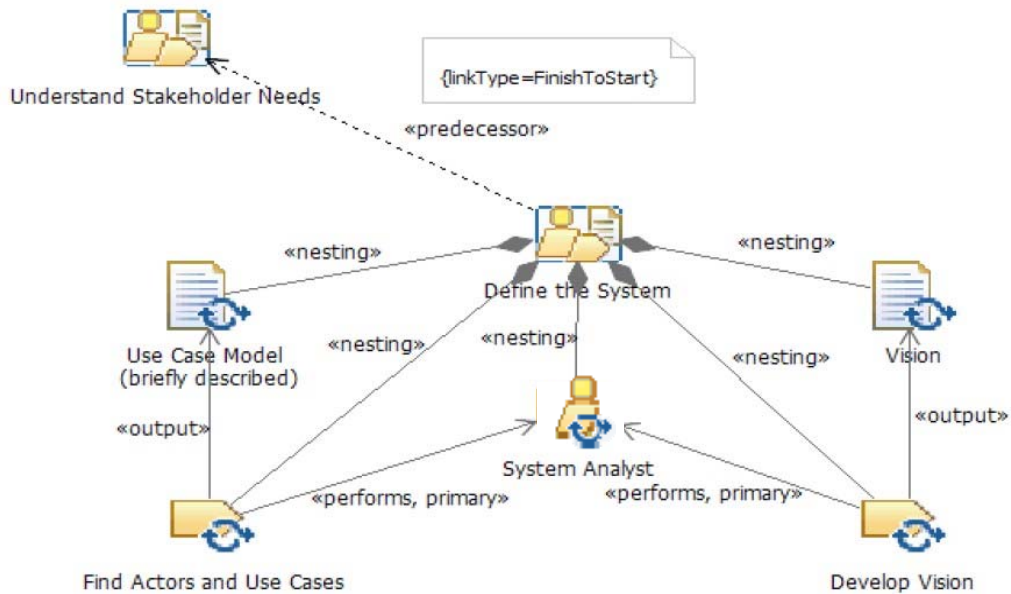 {linkType=FinishToStart}
Understand Stakeholder Needs
«predecessor»
«nesting»
«nesting»
Define the System
«nesting»
«nesting»
«nesting»
Use Case Model
(briefly described)
Vision
«output»
«output»
System Analyst
«performs, primary»
«performs, primary»
Find Actors and Use Cases
Develop Vision